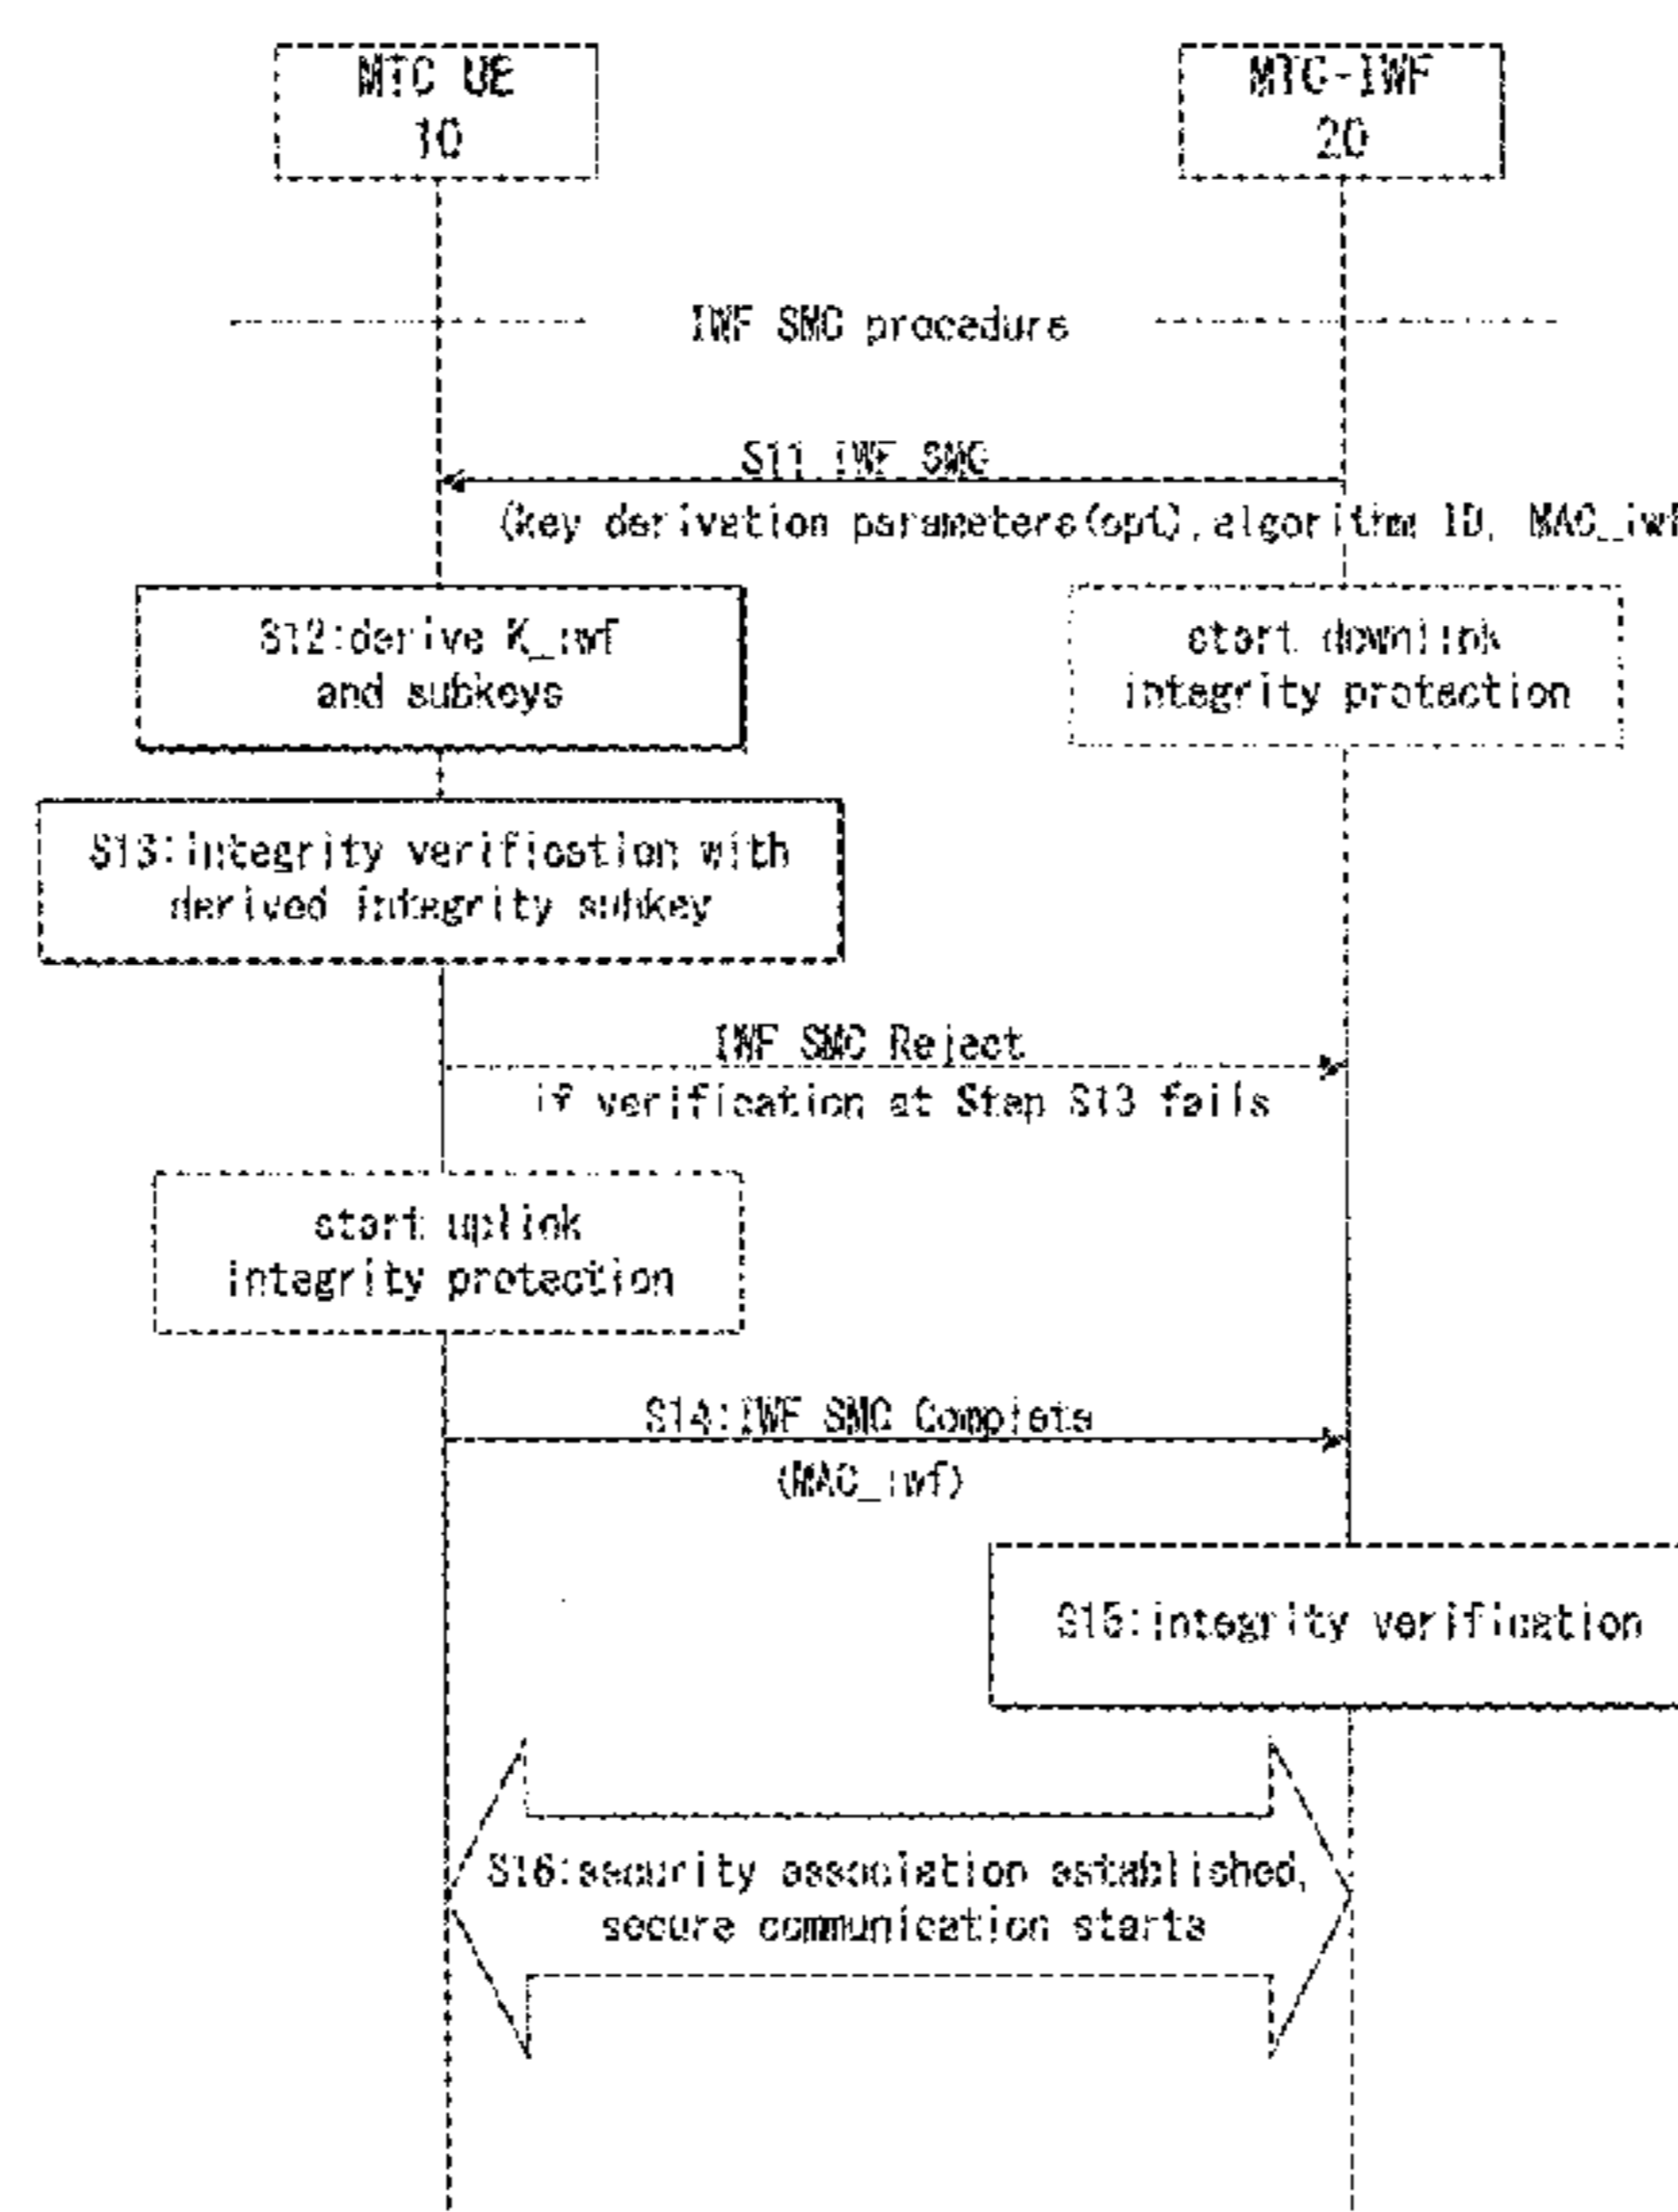 MTC UE
10
MTC-IWF
20
IWF SMC procedure
S11 IWF SMC
(key derivation parameters(opt), algorithm ID, MAC_iwf
S12:derive K_iwf
and subkeys
start downlink
integrity protection
S13:integrity verification with
derived integrity subkey
IWF SMC Reject
if verification at Step S13 fails
start uplink
integrity protection
S14:IWF SMC Complete
(MAC_iwf)
S15:integrity verification
S16:security association established,
secure communication starts